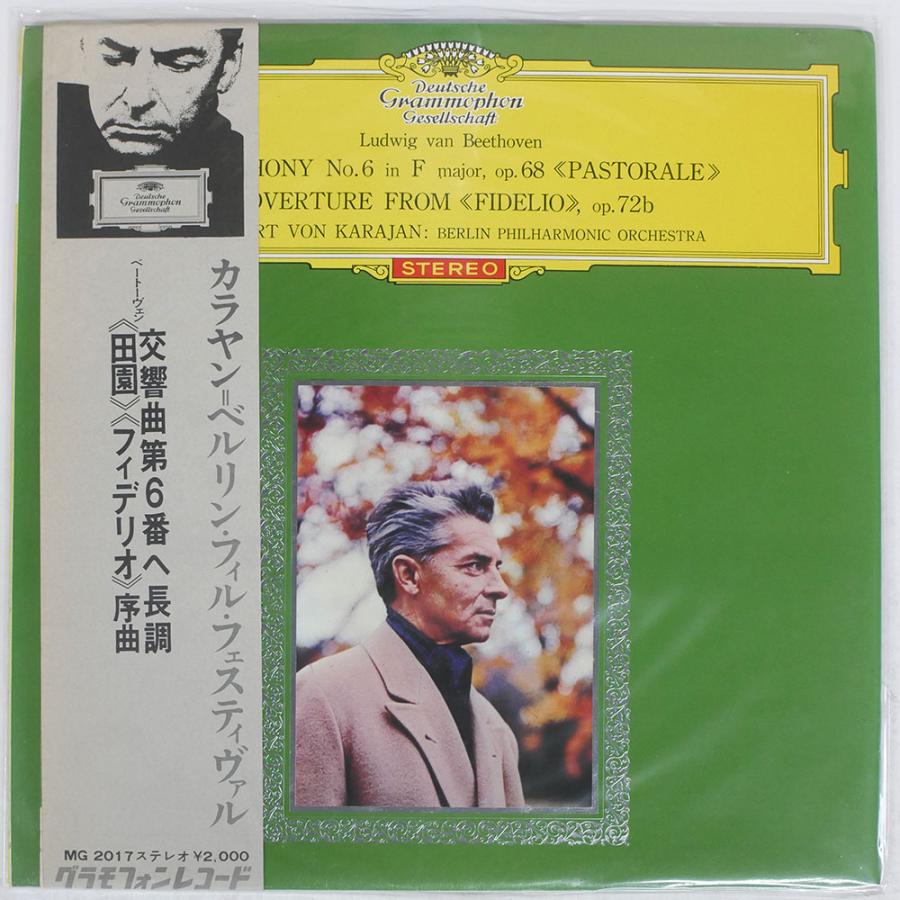 Deutsche
Grammophon
Gesellschaft
Ludwig van Beethoven
HONY No.6 in F major, op.68 《PASTORALE》
OVERTURE FROM 《FIDELIO》, op.72b
RT VON KARAJAN: BERLIN PHILHARMONIC ORCHESTRA
STEREO
Deutsche
Grammophon
Gesellschaft
カラヤン=ベルリン・フィル・フェスティヴァル
ベートーヴェン
交響曲第6番ヘ長調
《田園》《フィデリオ》序曲
MG 2017ステレオ¥2,000
グラモフォンレコード